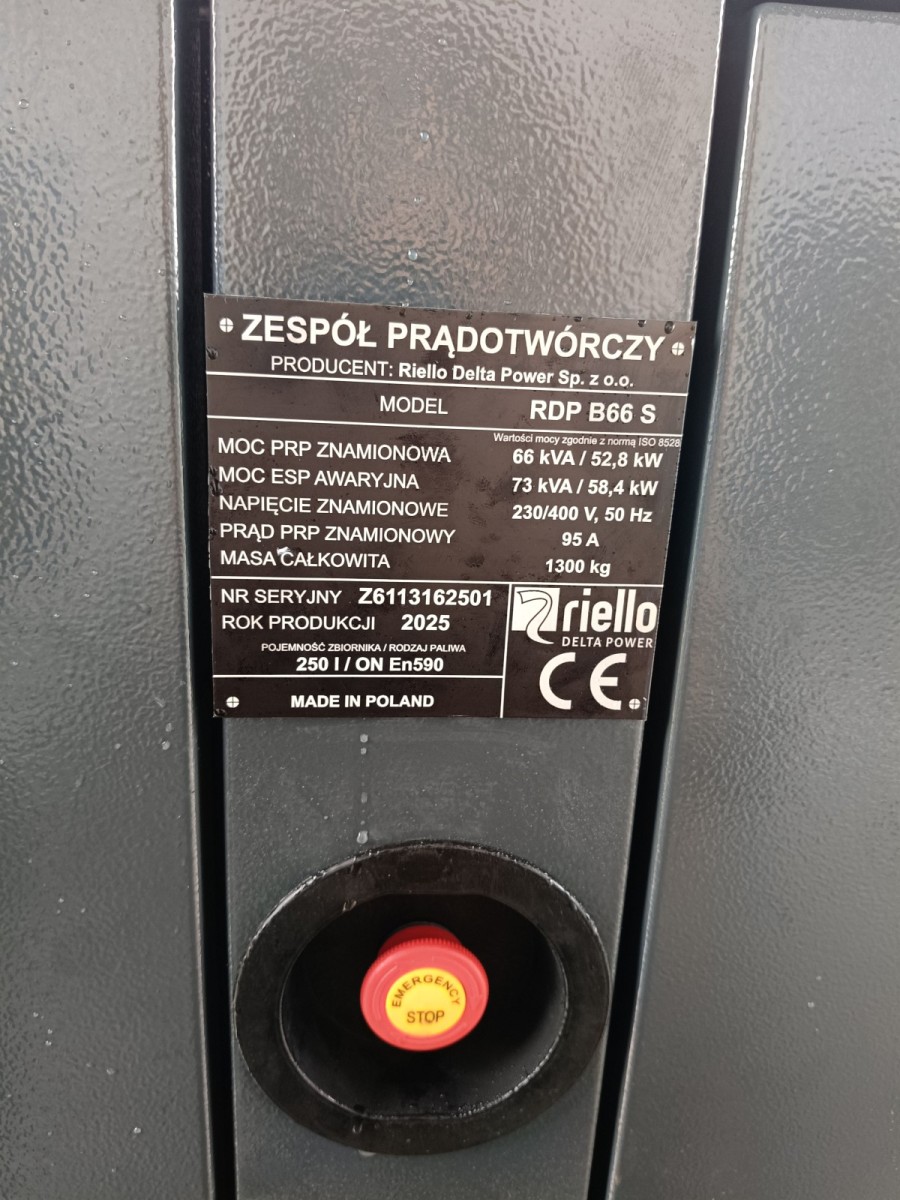 ZESPÓŁ PRĄDOTWÓRCZY
PRODUCENT: Riello Delta Power Sp. z o.o.
MODEL RDP B66 S
Wartości mocy zgodnie z normą ISO 8528
MOC PRP ZNAMIONOWA 66 kVA / 52,8 kW
MOC ESP AWARYJNA 73 kVA / 58,4 kW
NAPIĘCIE ZNAMIONOWE 230/400 V, 50 Hz
PRĄD PRP ZNAMIONOWY 95 A
MASA CAŁKOWITA 1300 kg
NR SERYJNY Z6113162501
ROK PRODUKCJI 2025
POJEMNOŚĆ ZBIORNIKA / RODZAJ PALIWA
250 l / ON En590
MADE IN POLAND
riello
DELTA POWER
CE
EMERGENCY
STOP